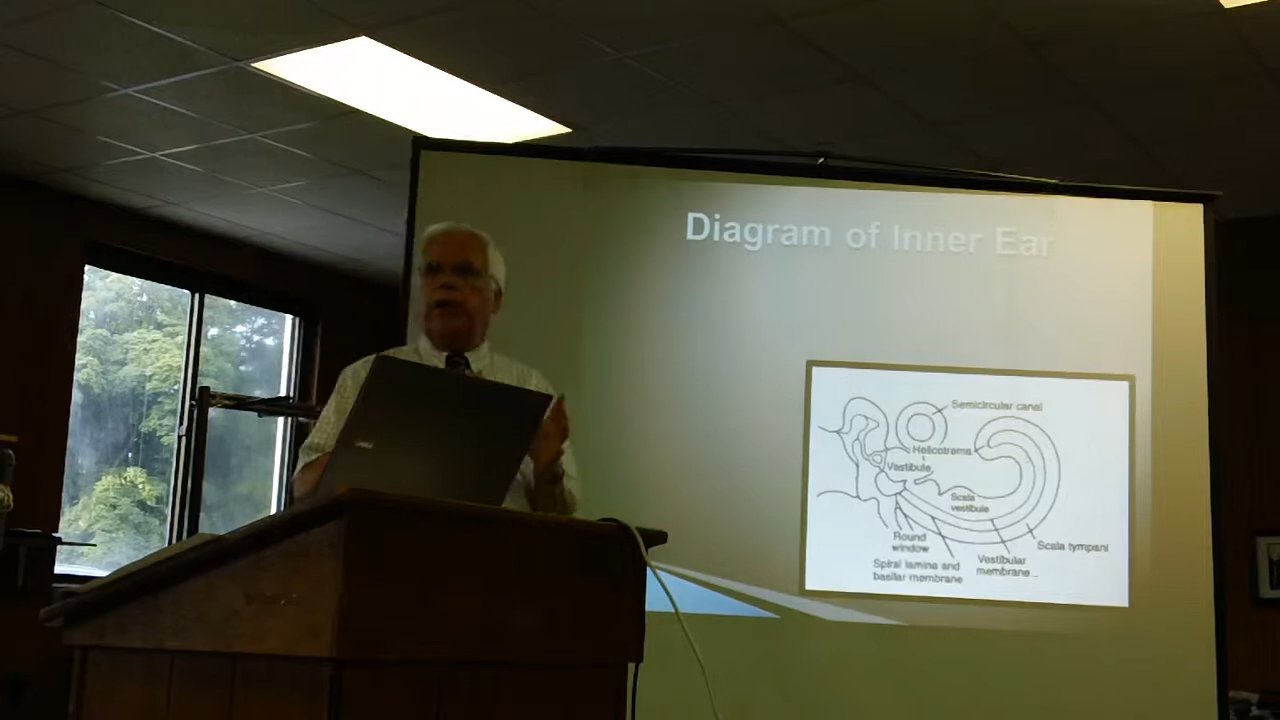 Diagram of Inner Ear
Semicircular canal
Helicotrema
Vestibule
Scala
vestibule
Round
window
Scala tympani
Vestibular
membrane
Spiral lamina and
basilar membrane